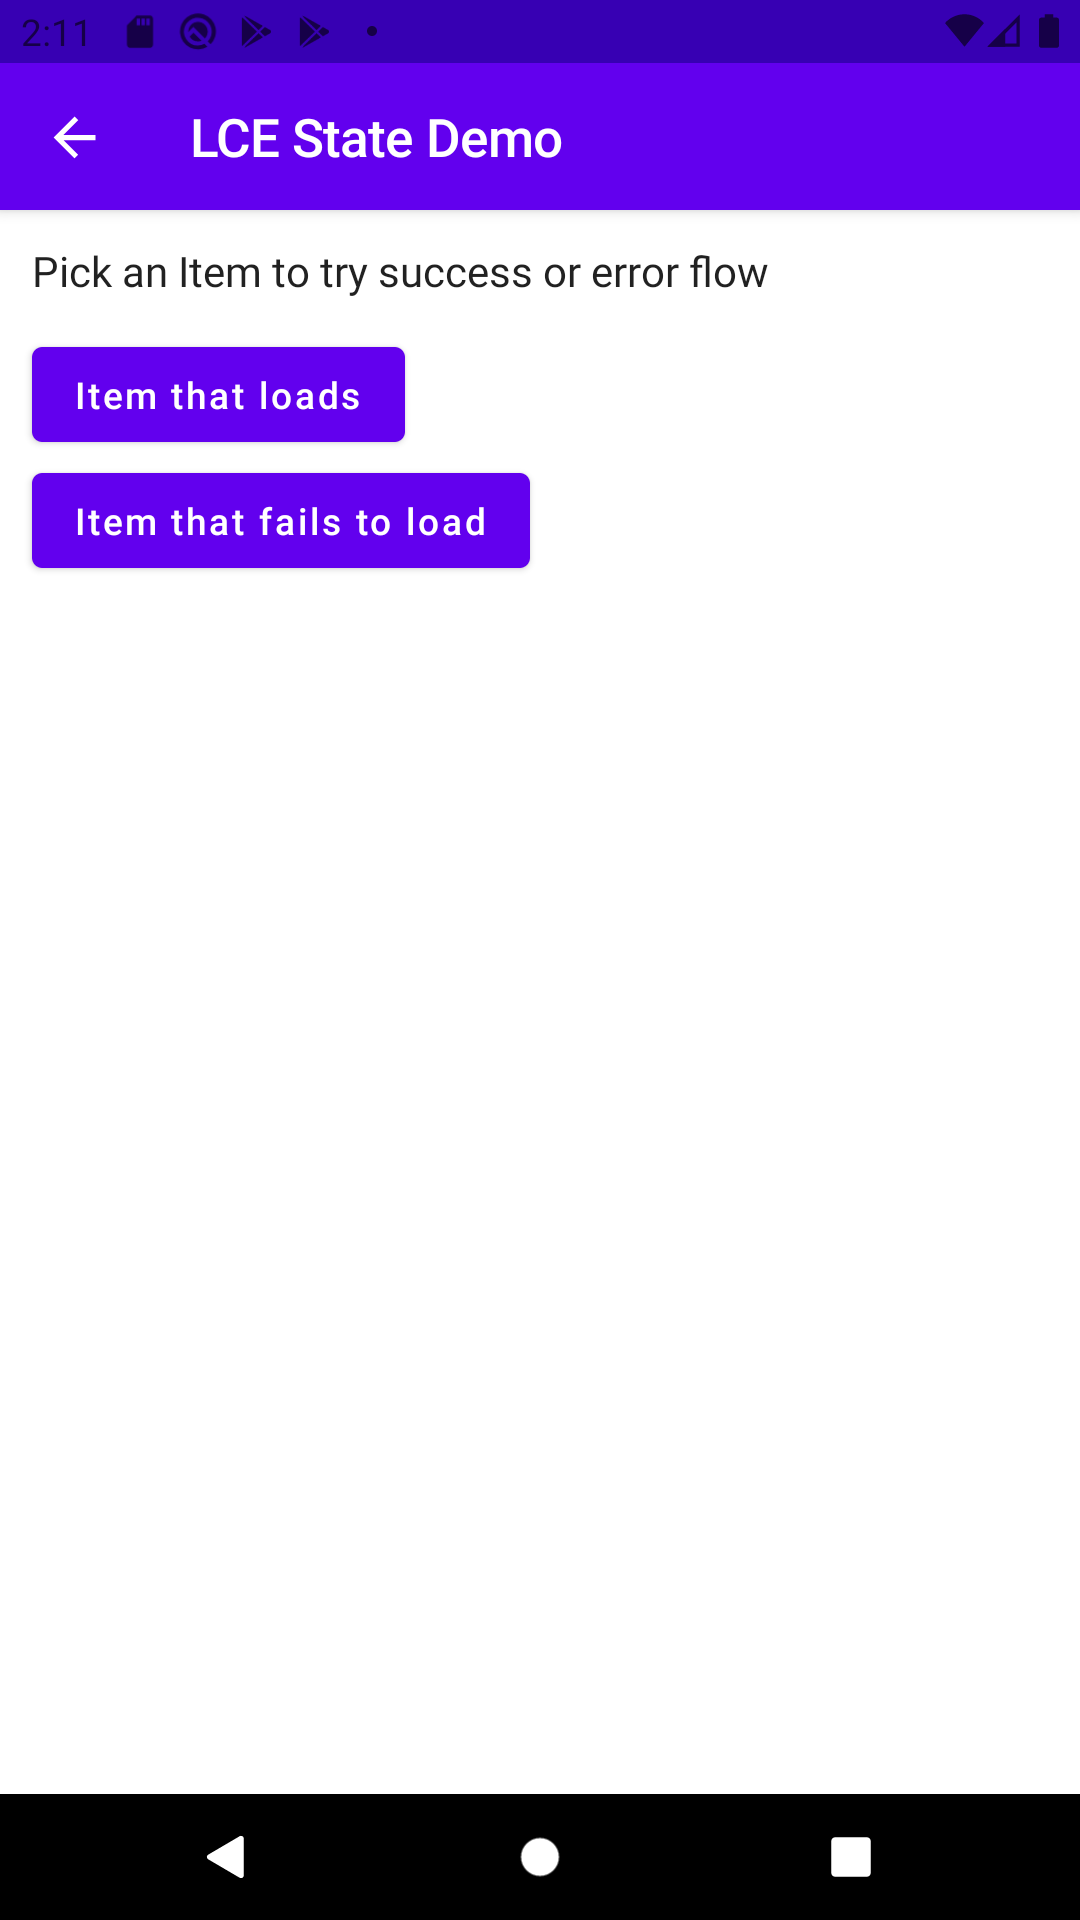 2:11
LCE State Demo
Pick an Item to try success or error flow
Item that loads
Item that fails to load